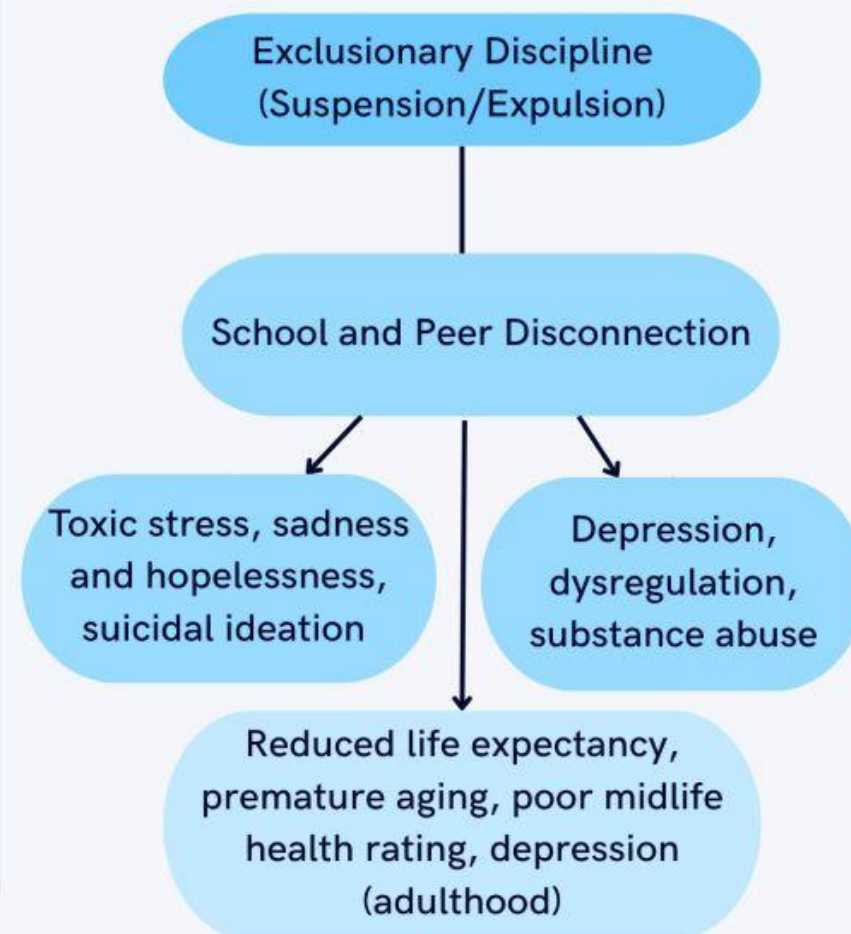 Exclusionary Discipline
(Suspension/Expulsion)
School and Peer Disconnection
Toxic stress, sadness
and hopelessness,
suicidal ideation
Depression,
dysregulation,
substance abuse
Reduced life expectancy,
premature aging, poor midlife
health rating, depression
(adulthood)